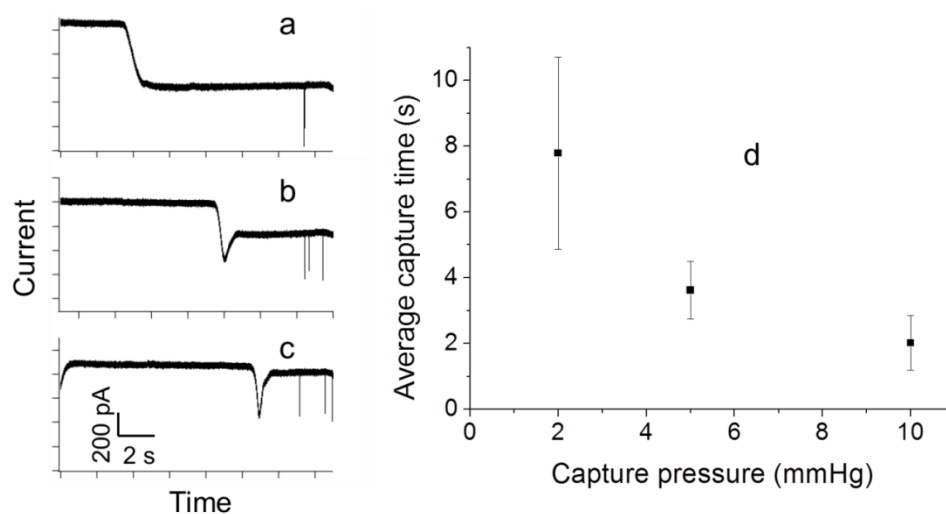 a
b
c
Current
200 pA
2 s
Time
d
Average capture time (s)
10
8
6
4
2
0
0 2 4 6 8 10
Capture pressure (mmHg)